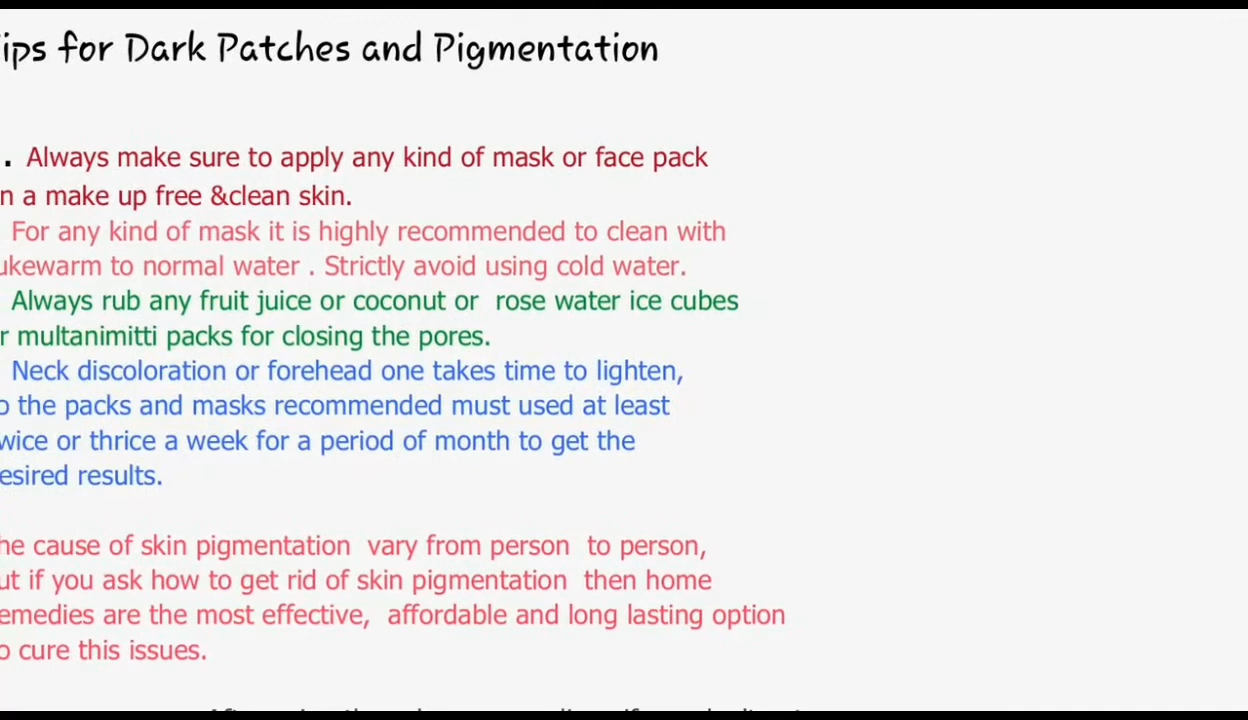 ips for Dark Patches and Pigmentation
. Always make sure to apply any kind of mask or face pack
n a make up free &clean skin.
For any kind of mask it is highly recommended to clean with
ukewarm to normal water . Strictly avoid using cold water.
Always rub any fruit juice or coconut or rose water ice cubes
r multanimitti packs for closing the pores.
Neck discoloration or forehead one takes time to lighten,
o the packs and masks recommended must used at least
wice or thrice a week for a period of month to get the
esired results.
he cause of skin pigmentation vary from person to person,
ut if you ask how to get rid of skin pigmentation then home
emedies are the most effective, affordable and long lasting option
o cure this issues.